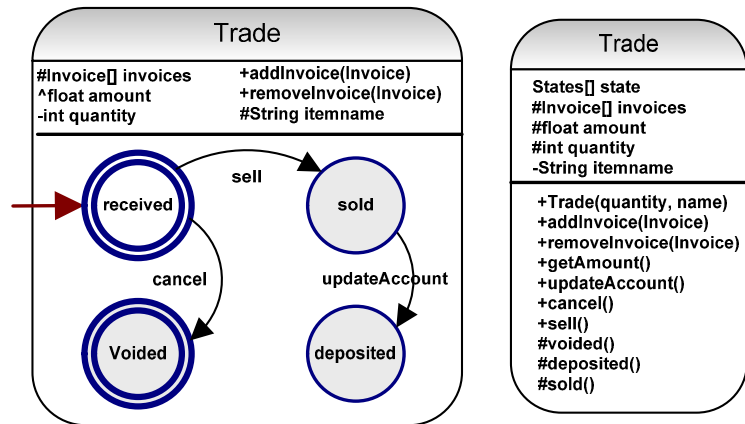 Trade
#Invoice[] invoices
^float amount
-int quantity
+addInvoice(Invoice)
+removeInvoice(Invoice)
#String itemname
received
sell
sold
cancel
updateAccount
Voided
deposited
Trade
States[] state
#Invoice[] invoices
#float amount
#int quantity
-String itemname
+Trade(quantity, name)
+addInvoice(Invoice)
+removeInvoice(Invoice)
+getAmount()
+updateAccount()
+cancel()
+sell()
#voided()
#deposited()
#sold()